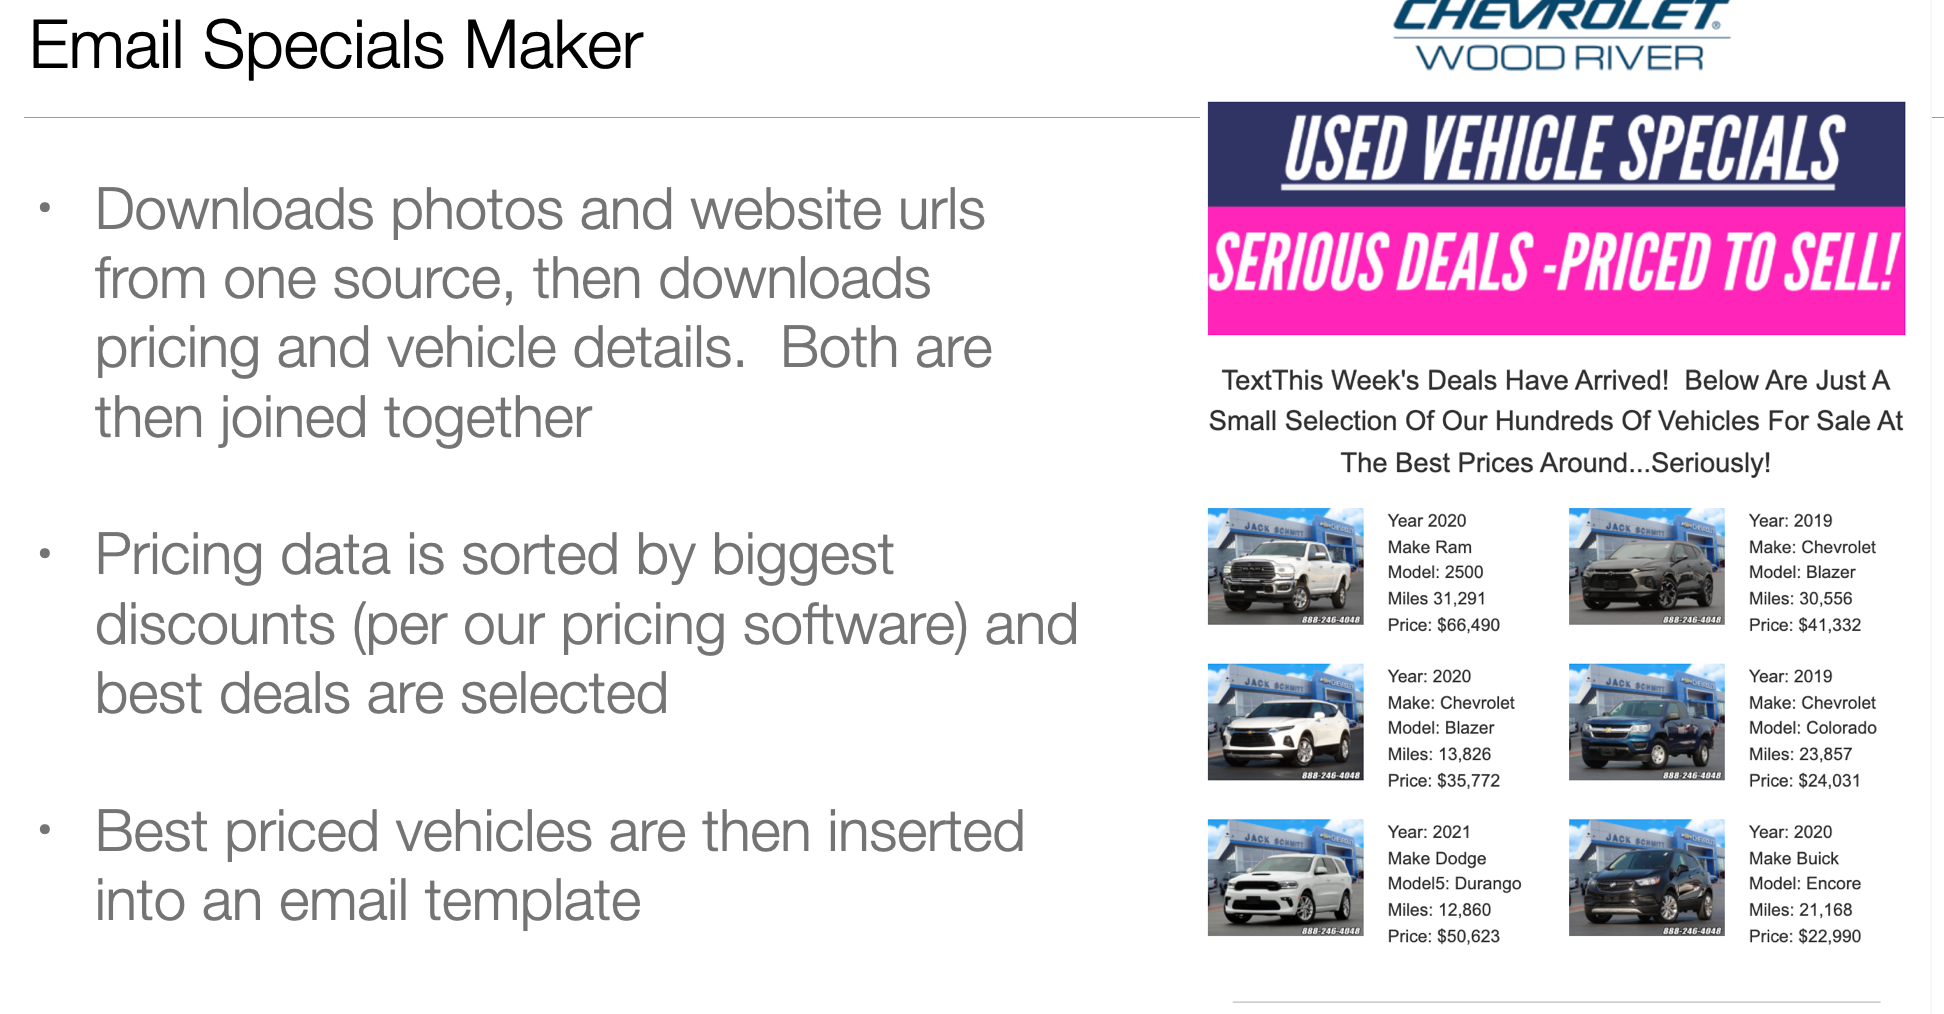 Email Specials Maker
• Downloads photos and website urls
from one source, then downloads
pricing and vehicle details.  Both are
then joined together
• Pricing data is sorted by biggest
discounts (per our pricing software) and
best deals are selected
• Best priced vehicles are then inserted
into an email template
CHEVROLET®
WOOD RIVER
USED VEHICLE SPECIALS
SERIOUS DEALS -PRICED TO SELL!
TextThis Week's Deals Have Arrived!  Below Are Just A
Small Selection Of Our Hundreds Of Vehicles For Sale At
The Best Prices Around...Seriously!
JACK SCHMITT
CHEVROLET
888-246-4048
Year 2020
Make Ram
Model: 2500
Miles 31,291
Price: $66,490
JACK SCHMITT
CHEVROLET
888-246-4048
Year: 2019
Make: Chevrolet
Model: Blazer
Miles: 30,556
Price: $41,332
JACK SCHMITT
CHEVROLET
888-246-4048
Year: 2020
Make: Chevrolet
Model: Blazer
Miles: 13,826
Price: $35,772
JACK SCHMITT
CHEVROLET
888-246-4048
Year: 2019
Make: Chevrolet
Model: Colorado
Miles: 23,857
Price: $24,031
JACK SCHMITT
CHEVROLET
888-246-4048
Year: 2021
Make Dodge
Model5: Durango
Miles: 12,860
Price: $50,623
JACK SCHMITT
CHEVROLET
888-246-4048
Year: 2020
Make Buick
Model: Encore
Miles: 21,168
Price: $22,990